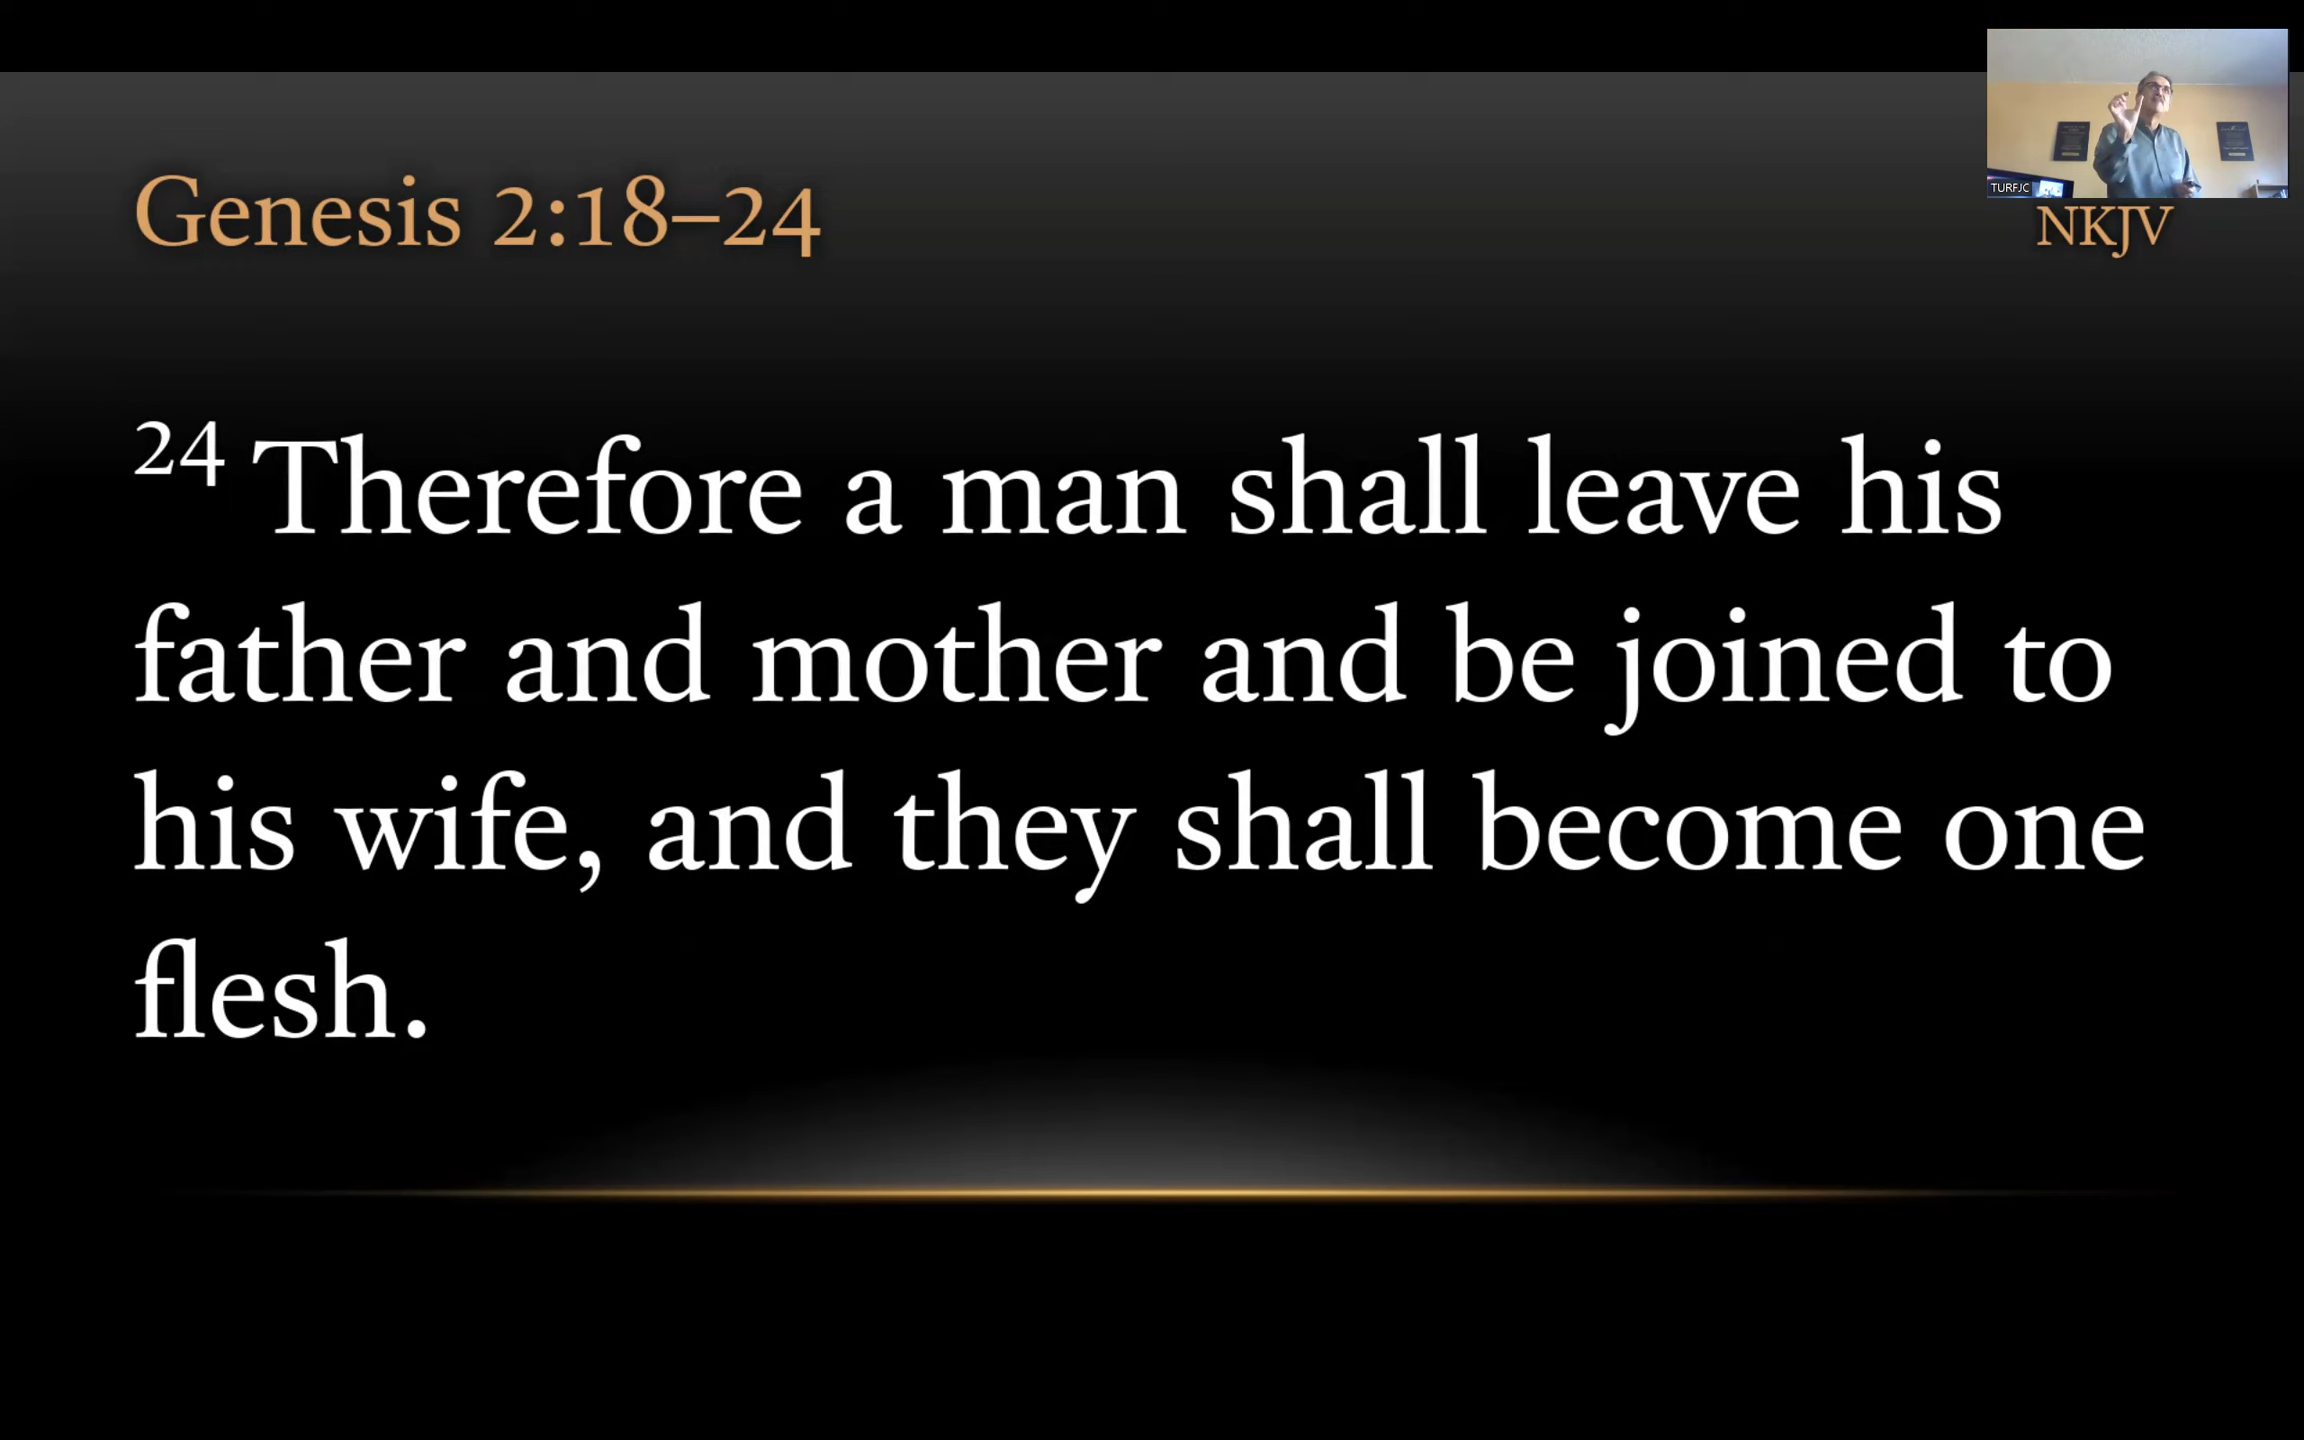 TURFJC
Genesis 2:18–24
NKJV
24 Therefore a man shall leave his
father and mother and be joined to
his wife, and they shall become one
flesh.